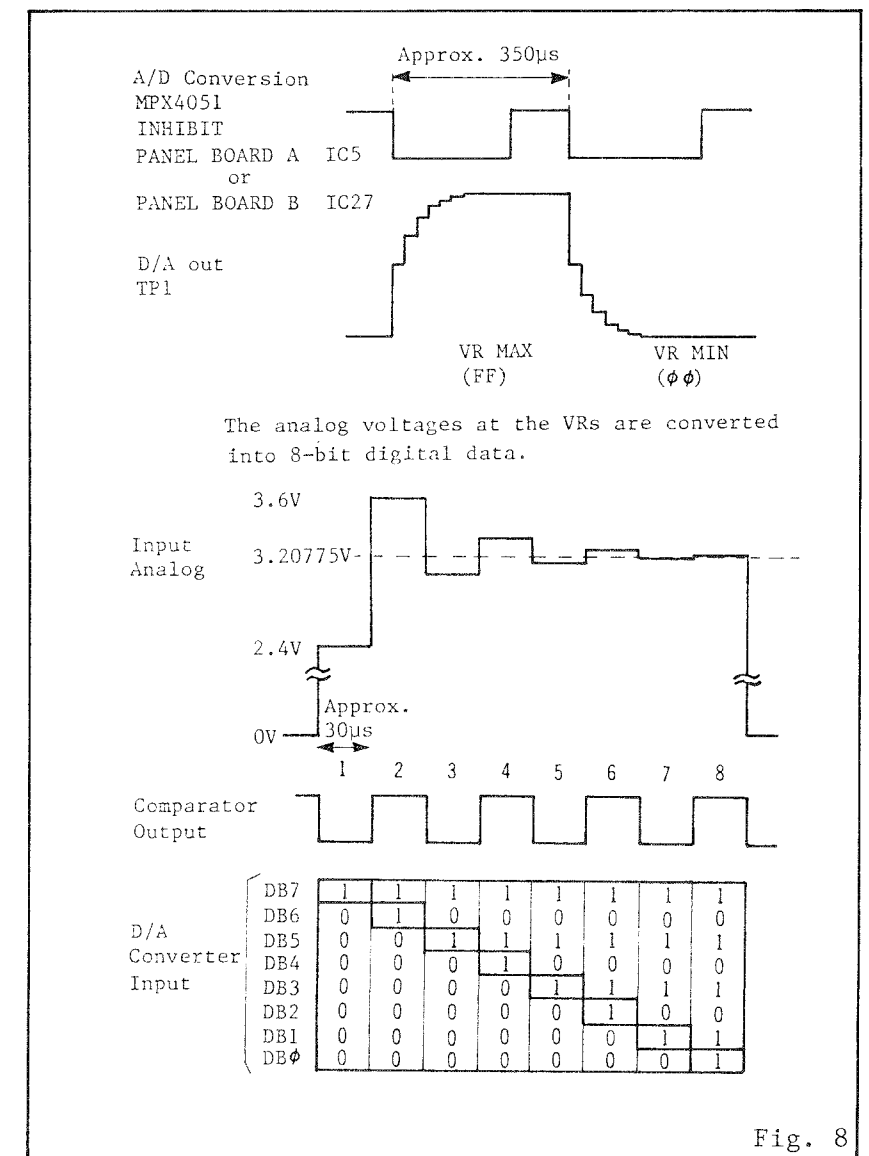 Approx. 350µs
A/D Conversion
MPX4051
INHIBIT
PANEL BOARD A IC5
or
PANEL BOARD B IC27
D/A out
TP1
VR MAX
(FF)
VR MIN
(ϕϕ)
The analog voltages at the VRs are converted
into 8-bit digital data.
3.6V
Input
Analog
3.20775V
2.4V
Approx.
30µs
0V
1 2 3 4 5 6 7 8
Comparator
Output
D/A
Converter
Input
DB7 1 1 1 1 1 1 1 1
DB6 0 1 0 0 0 0 0 0
DB5 0 0 1 1 1 1 1 1
DB4 0 0 0 1 0 0 0 0
DB3 0 0 0 0 1 1 1 1
DB2 0 0 0 0 0 1 0 0
DB1 0 0 0 0 0 0 1 1
DBϕ 0 0 0 0 0 0 0 1
Fig. 8